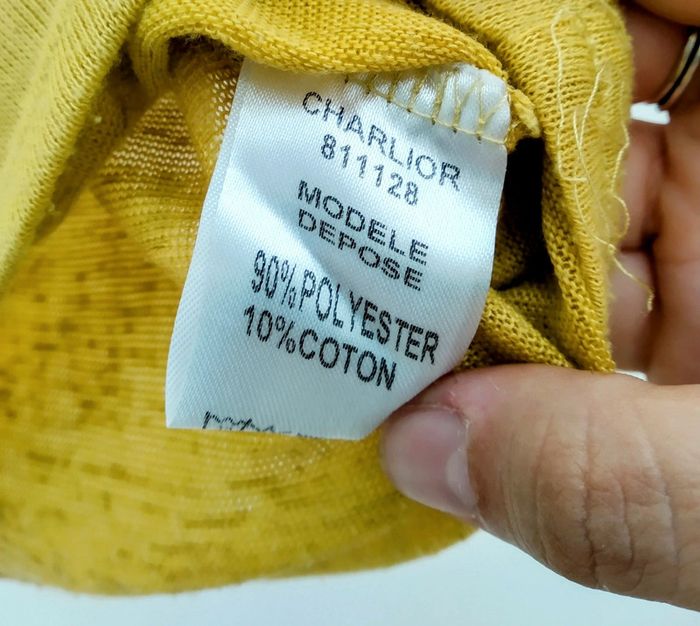 CHARLIOR
811128
MODELE
DEPOSE
90%POLYESTER
10%COTON